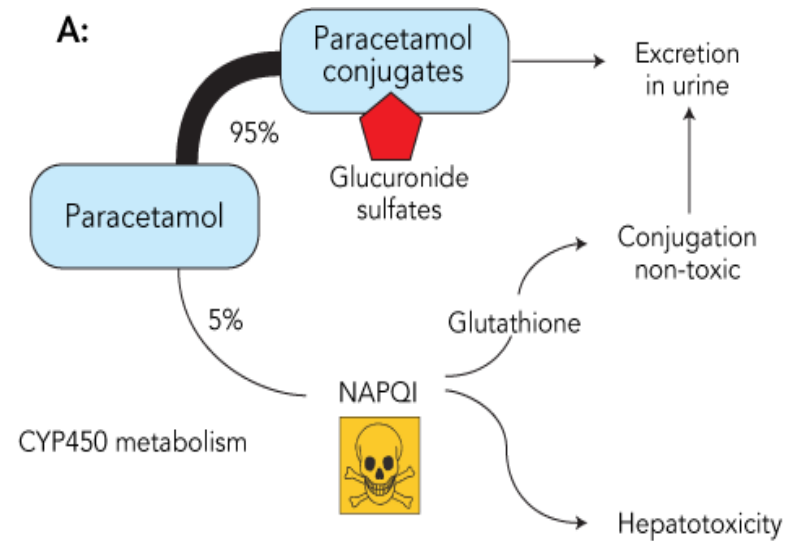 A:
Paracetamol
conjugates
Excretion
in urine
95%
Glucuronide
sulfates
Paracetamol
Conjugation
non-toxic
5%
Glutathione
NAPQI
CYP450 metabolism
Hepatotoxicity